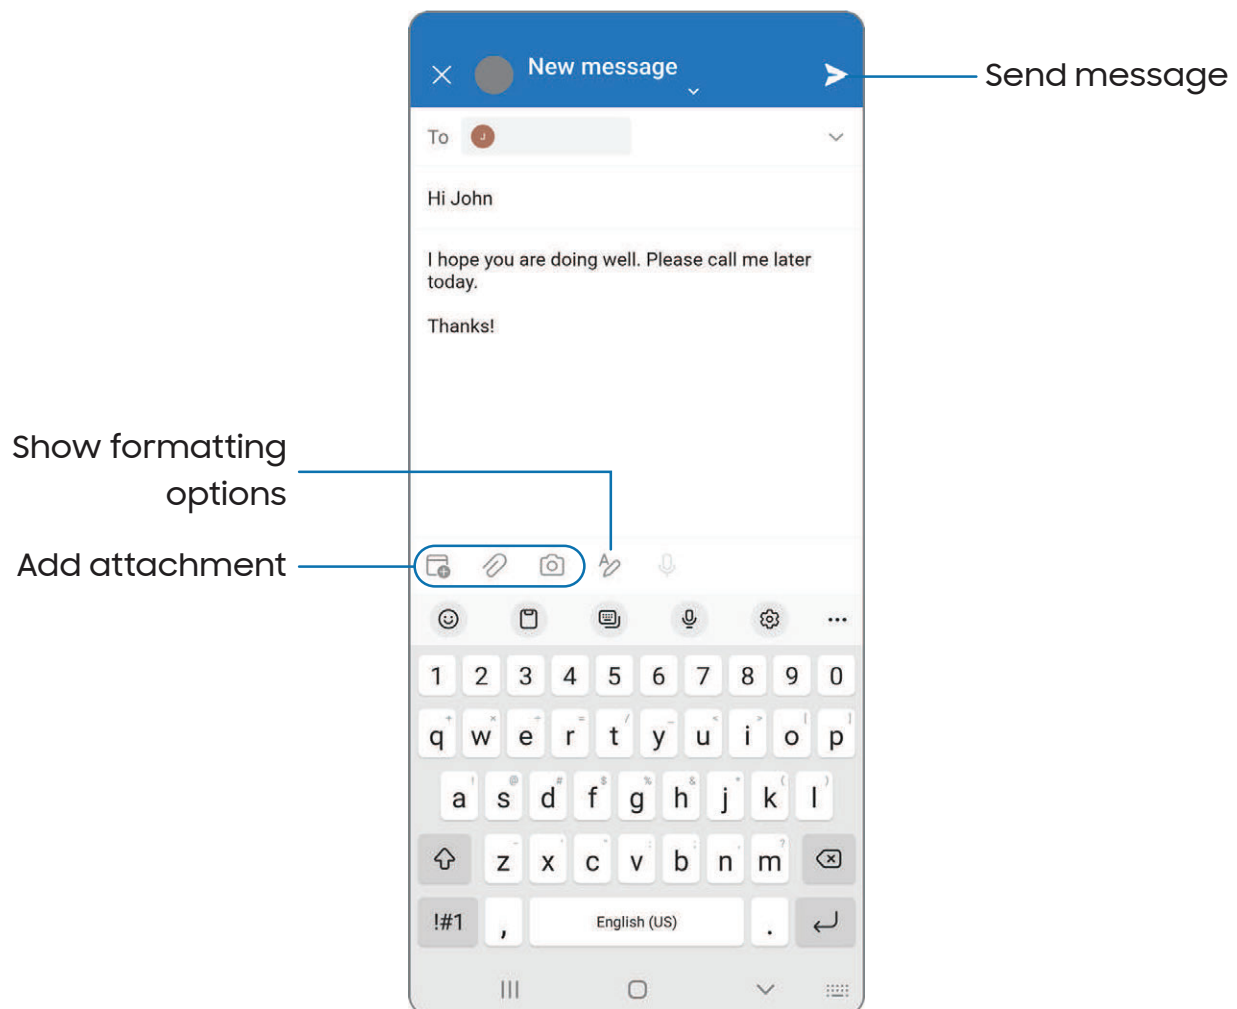 New message
Send message
To J
Hi John
I hope you are doing well. Please call me later
today.
Thanks!
Show formatting
options
Add attachment
1 2 3 4 5 6 7 8 9 0
q w e r t y u i o p
a s d f g h j k l
z x c v b n m
!#1 , English (US) .